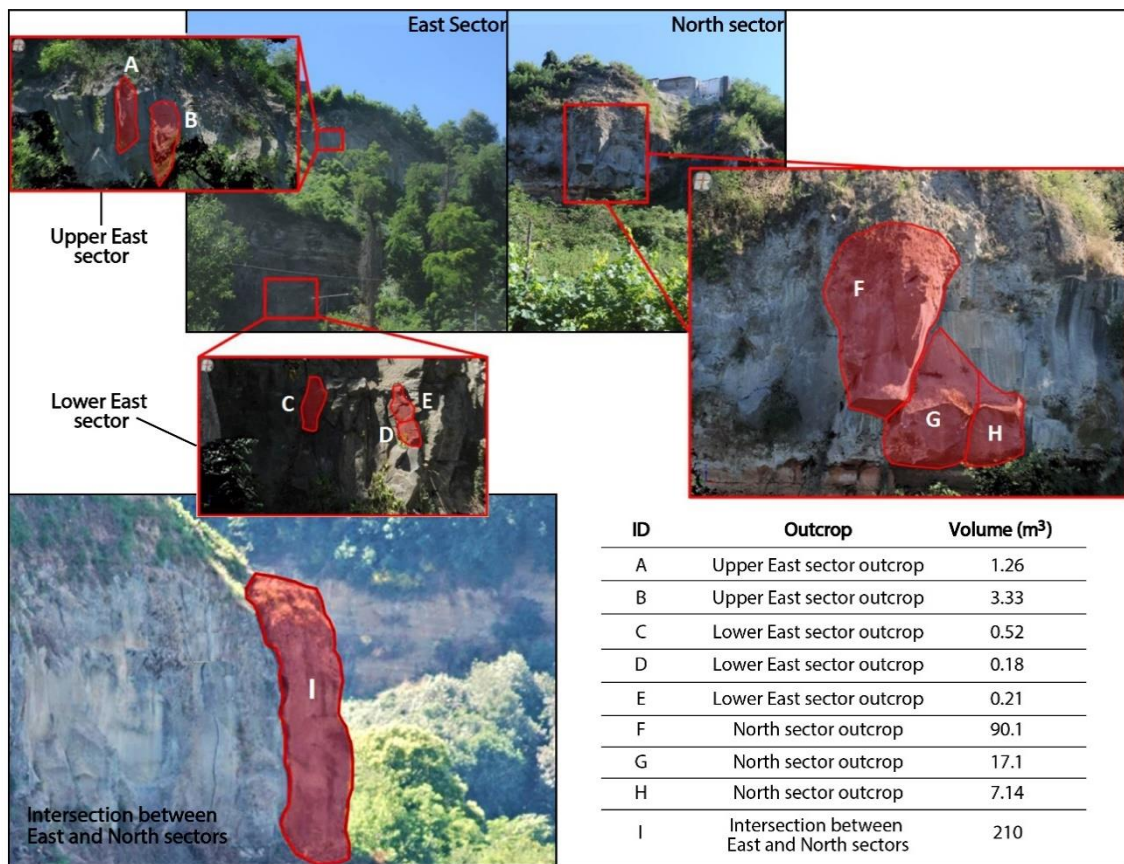 East Sector
North sector
A
B
Upper East
sector
F
G
H
Lower East
sector
C
E
D
I
Intersection between
East and North sectors
ID Outcrop Volume (m³)
A Upper East sector outcrop 1.26
B Upper East sector outcrop 3.33
C Lower East sector outcrop 0.52
D Lower East sector outcrop 0.18
E Lower East sector outcrop 0.21
F North sector outcrop 90.1
G North sector outcrop 17.1
H North sector outcrop 7.14
I Intersection between
East and North sectors 210